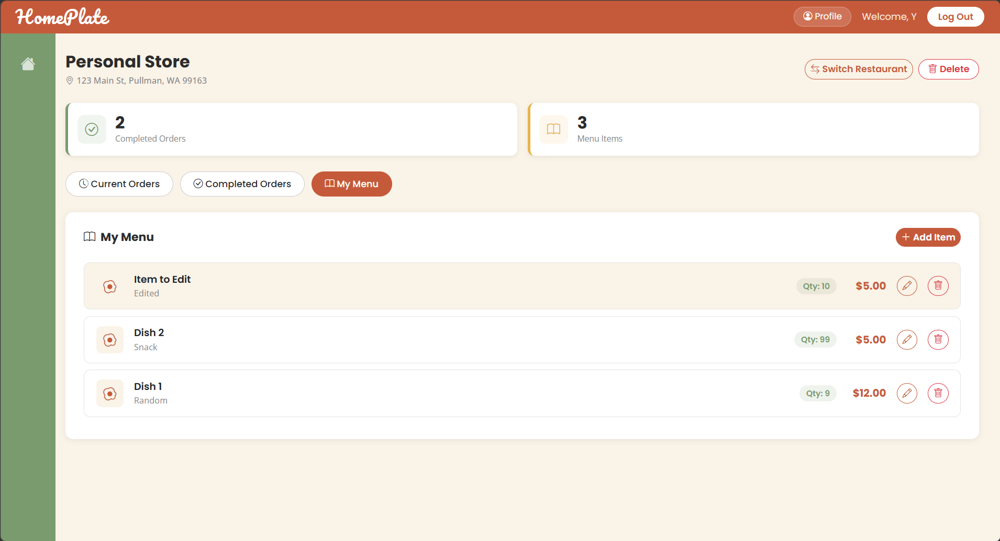 HomePlate
Profile
Welcome, Y
Log Out
Personal Store
123 Main St, Pullman, WA 99163
Switch Restaurant
Delete
2
Completed Orders
3
Menu Items
Current Orders
Completed Orders
My Menu
My Menu
+ Add Item
Item to Edit
Edited
Qty: 10
$5.00
Dish 2
Snack
Qty: 99
$5.00
Dish 1
Random
Qty: 9
$12.00